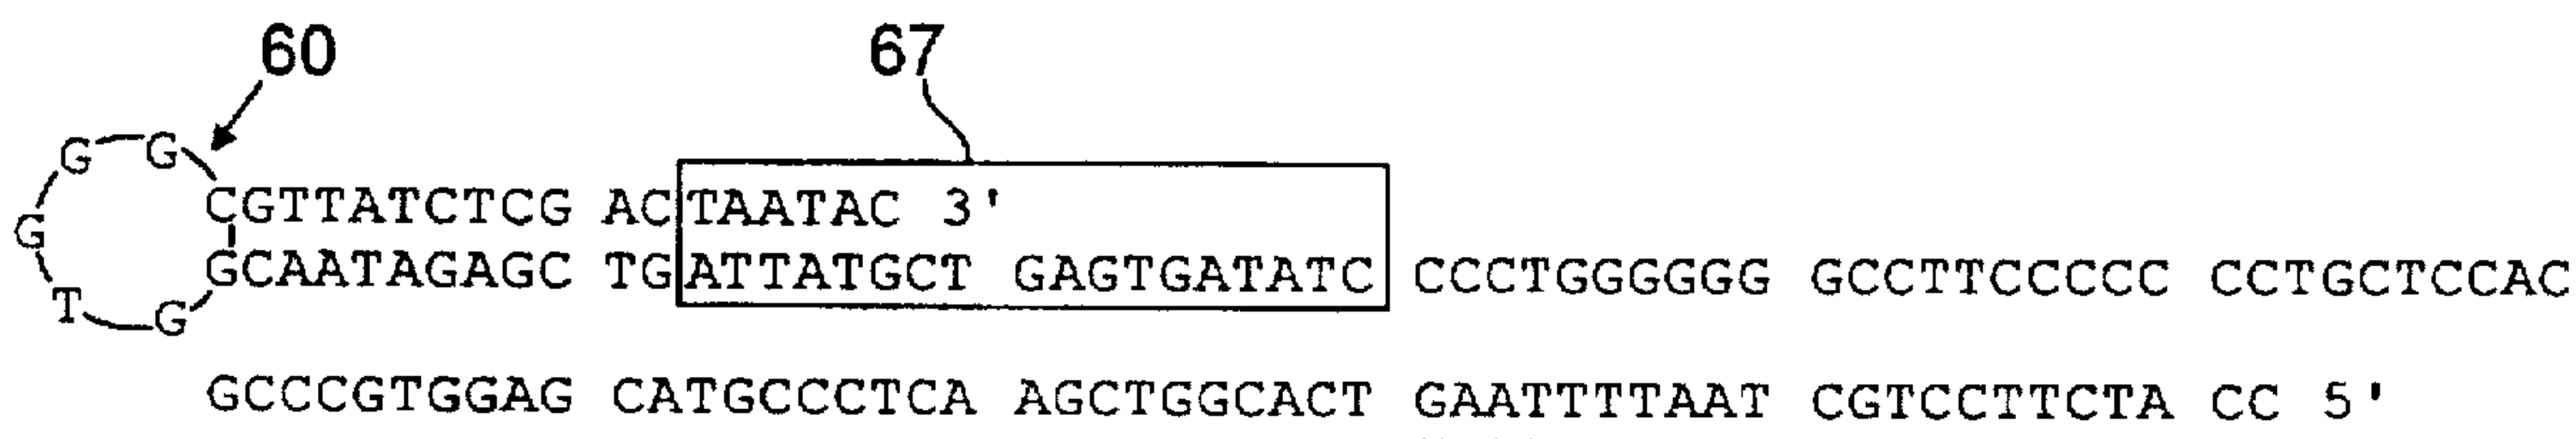 60 67
G G
CGTTATCTCG ACTAATAC 3'
G
GCAATAGAGC TGATTATGCT GAGTGATATC CCCTGGGGGG GCCTTCCCCC CCTGCTCCAC
T G
GCCCGTGGAG CATGCCCTCA AGCTGGCACT GAATTTTAAT CGTCCTTCTA CC 5'